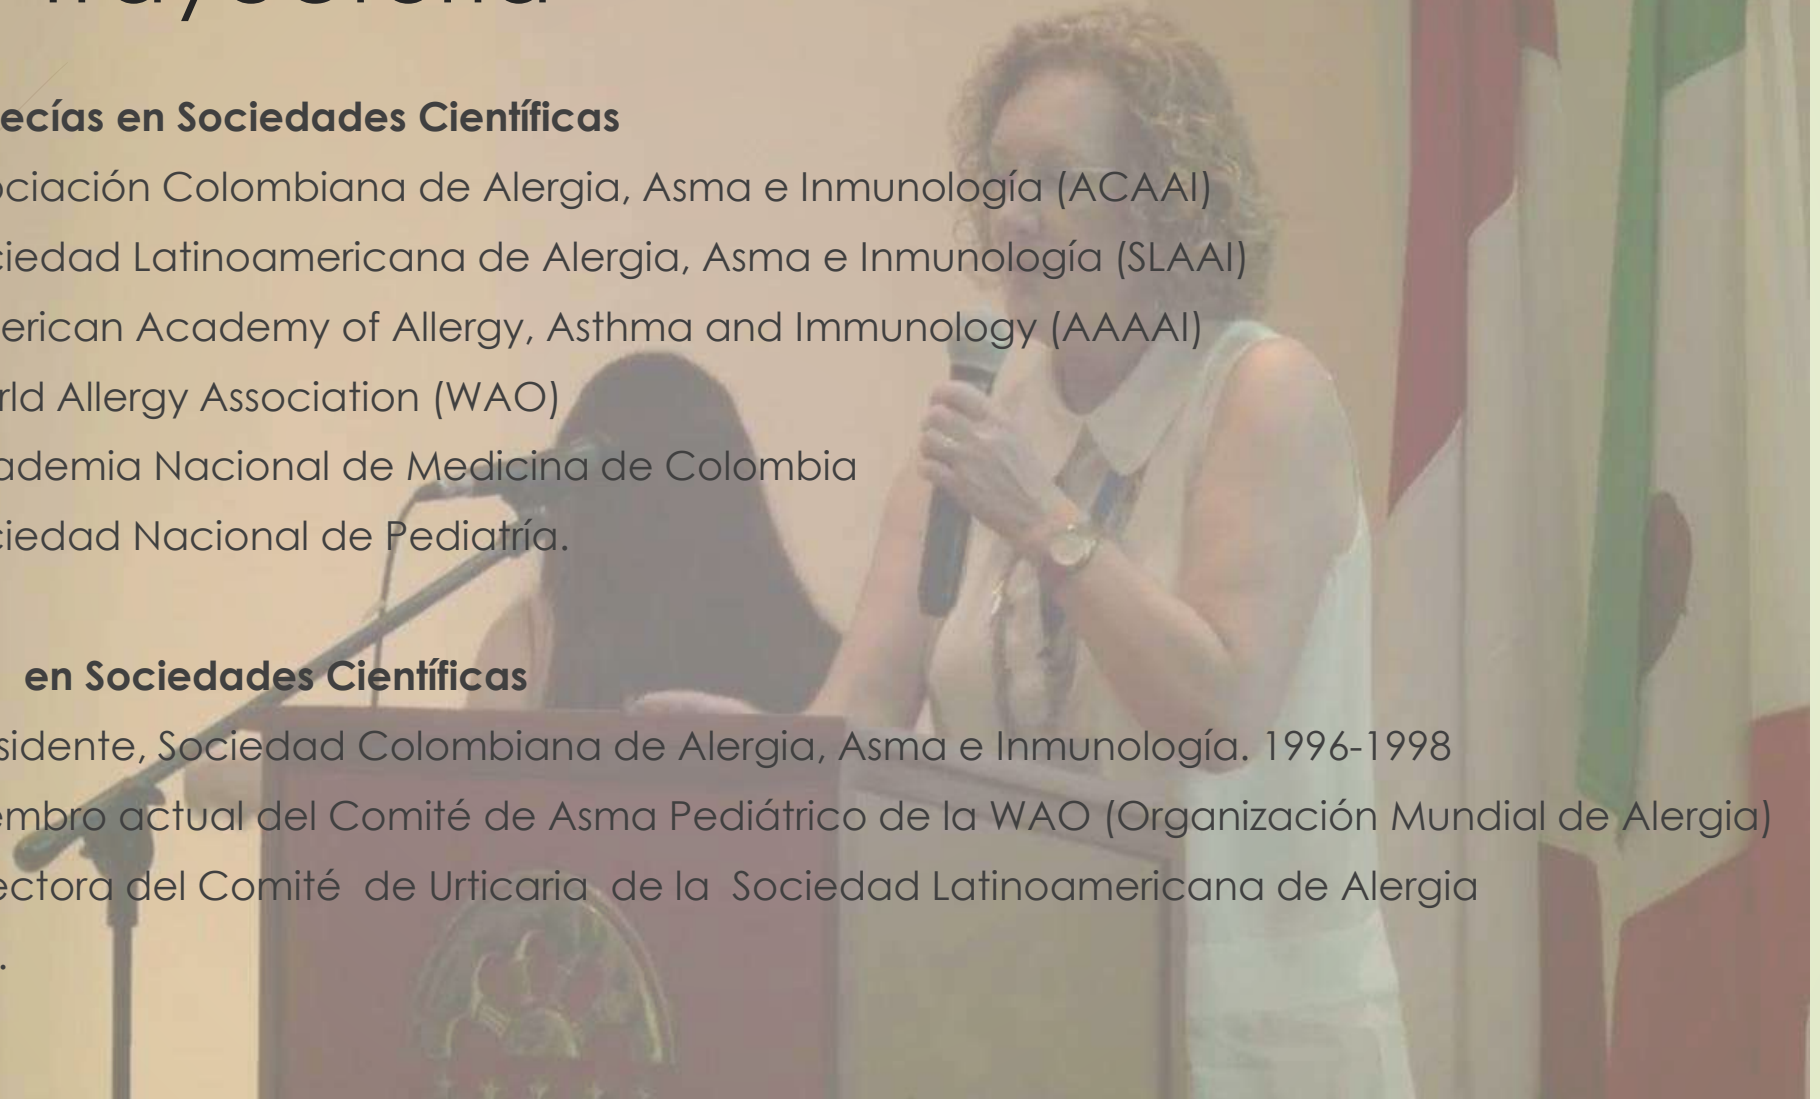 Trayectoria
ecías en Sociedades Científicas
ociación Colombiana de Alergia, Asma e Inmunología (ACAAI)
ciedad Latinoamericana de Alergia, Asma e Inmunología (SLAAI)
erican Academy of Allergy, Asthma and Immunology (AAAAI)
rld Allergy Association (WAO)
ademia Nacional de Medicina de Colombia
ciedad Nacional de Pediatría.
en Sociedades Científicas
sidente, Sociedad Colombiana de Alergia, Asma e Inmunología. 1996-1998
embro actual del Comité de Asma Pediátrico de la WAO (Organización Mundial de Alergia)
ectora del Comité de Urticaria de la Sociedad Latinoamericana de Alergia
.